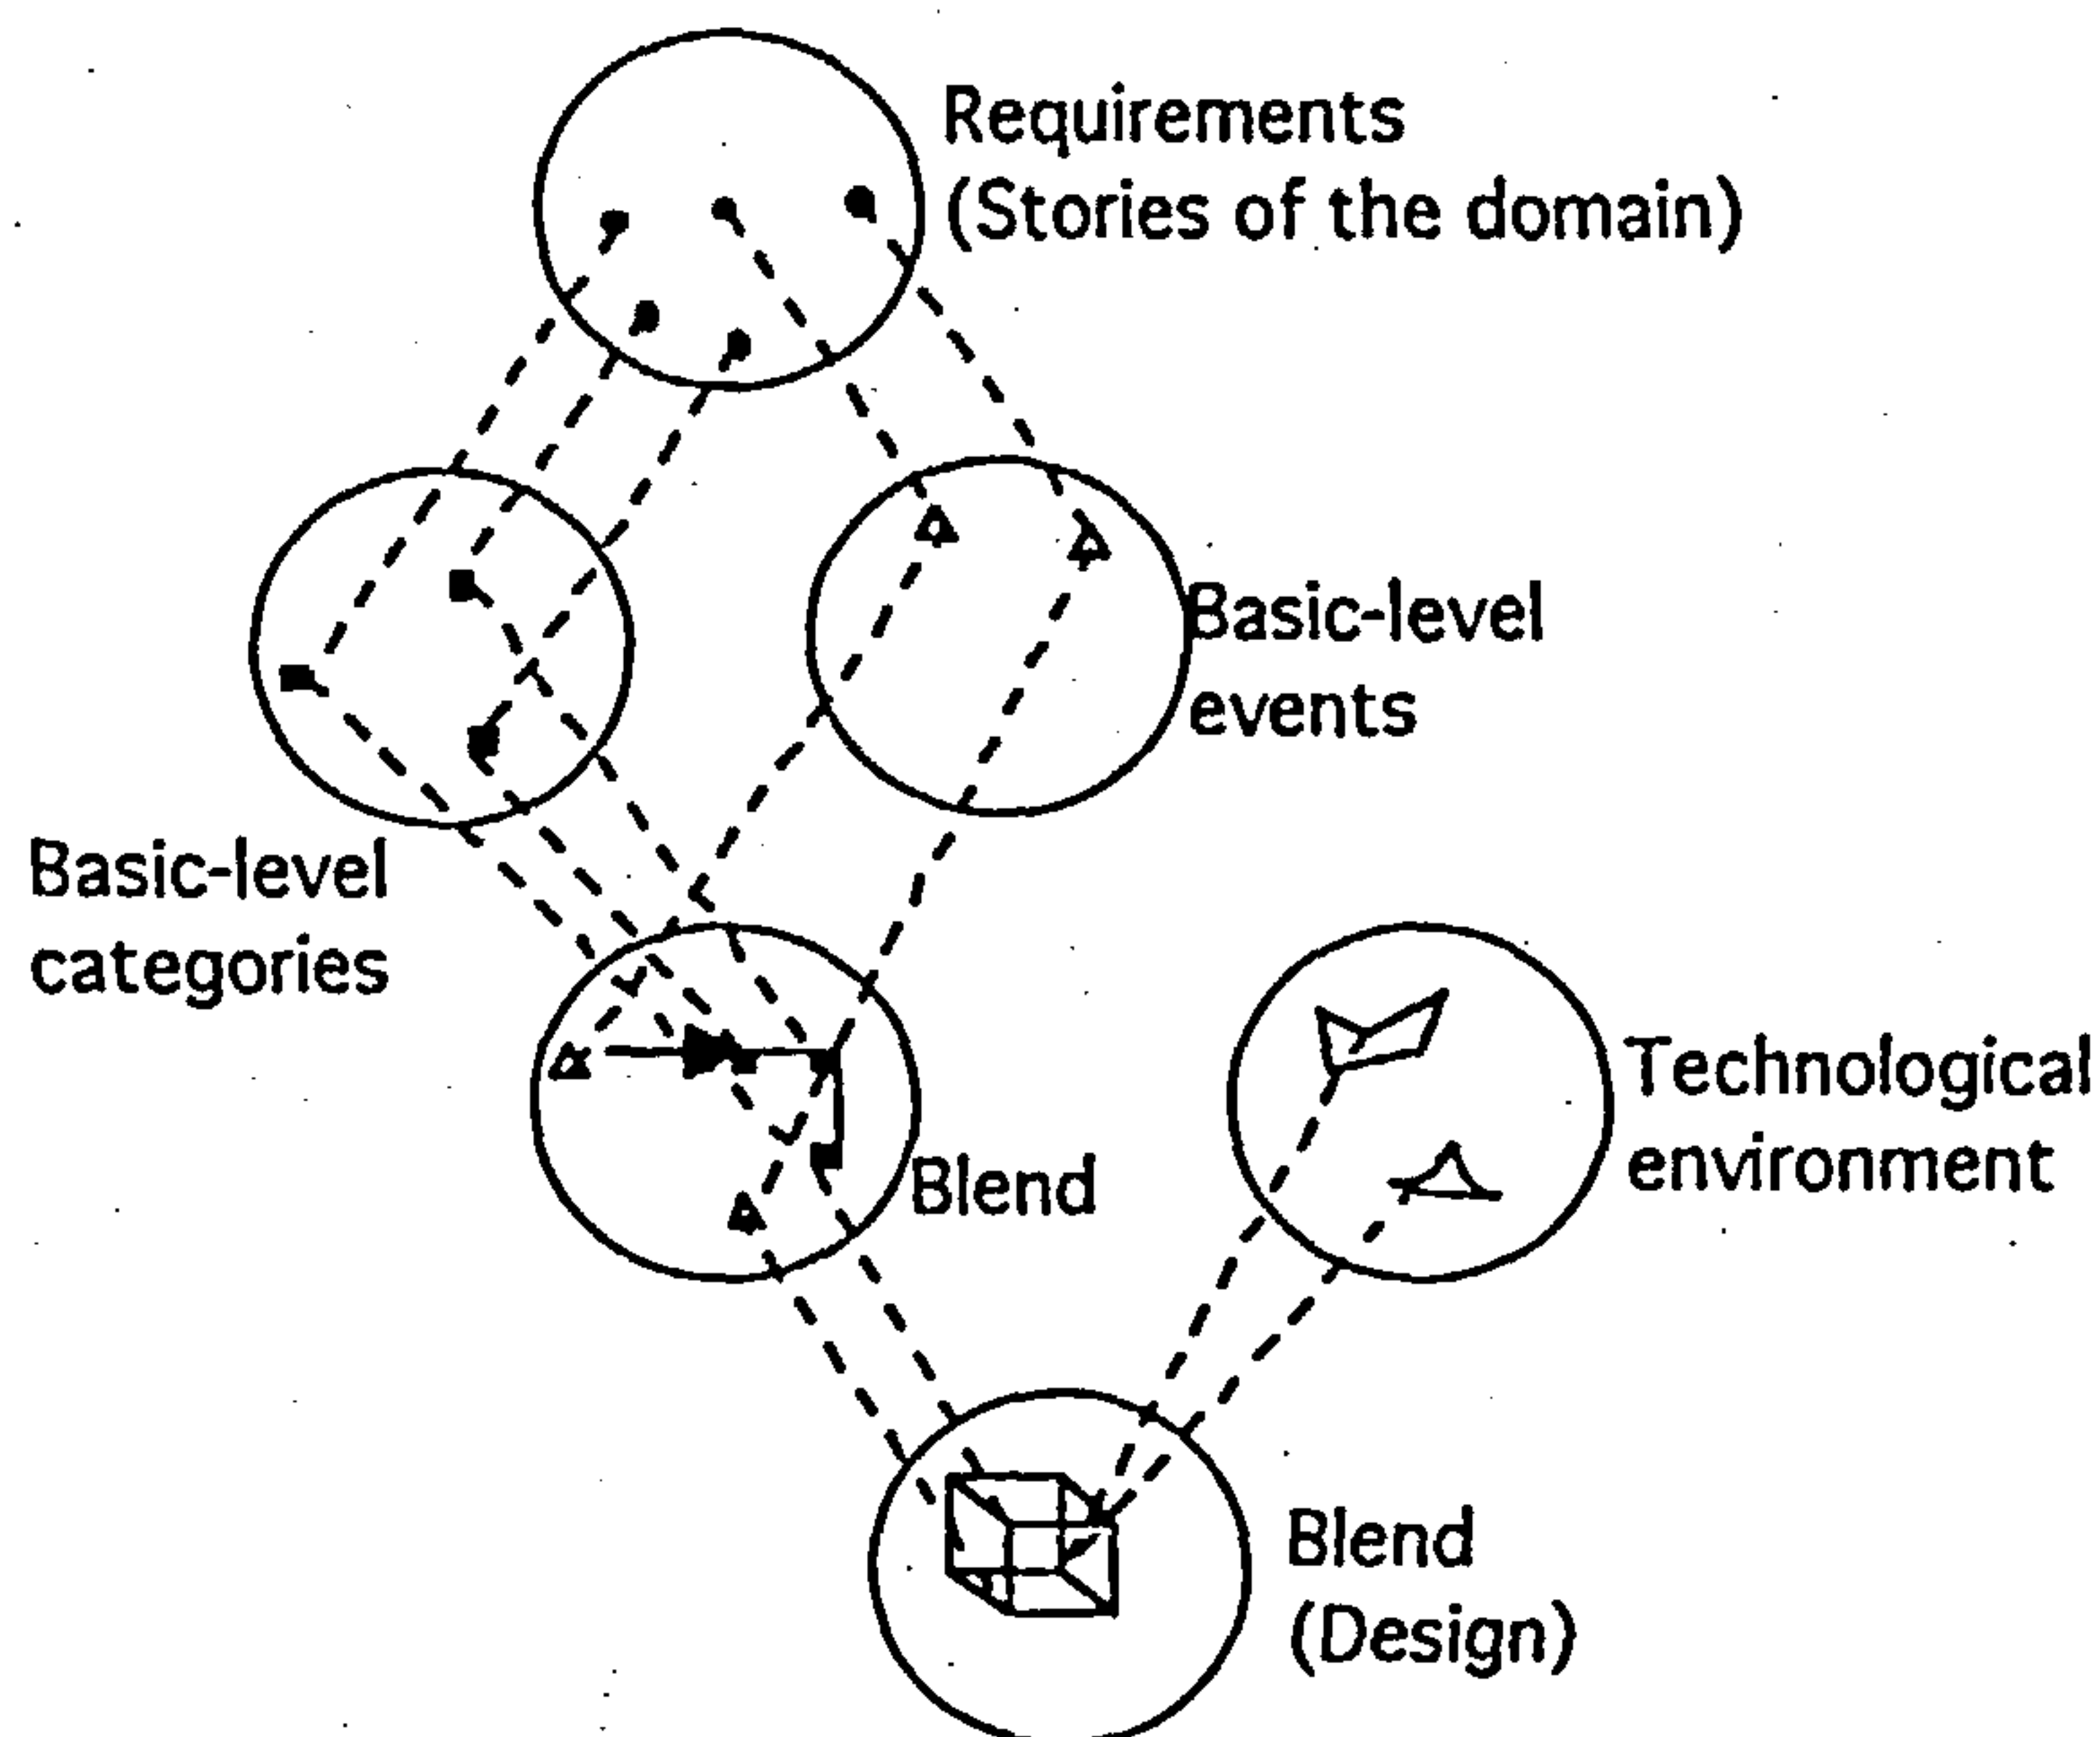 Requirements
(Stories of the domain)
Basic-level
events
Basic-level
categories
Blend
Technological
environment
Blend
(Design)